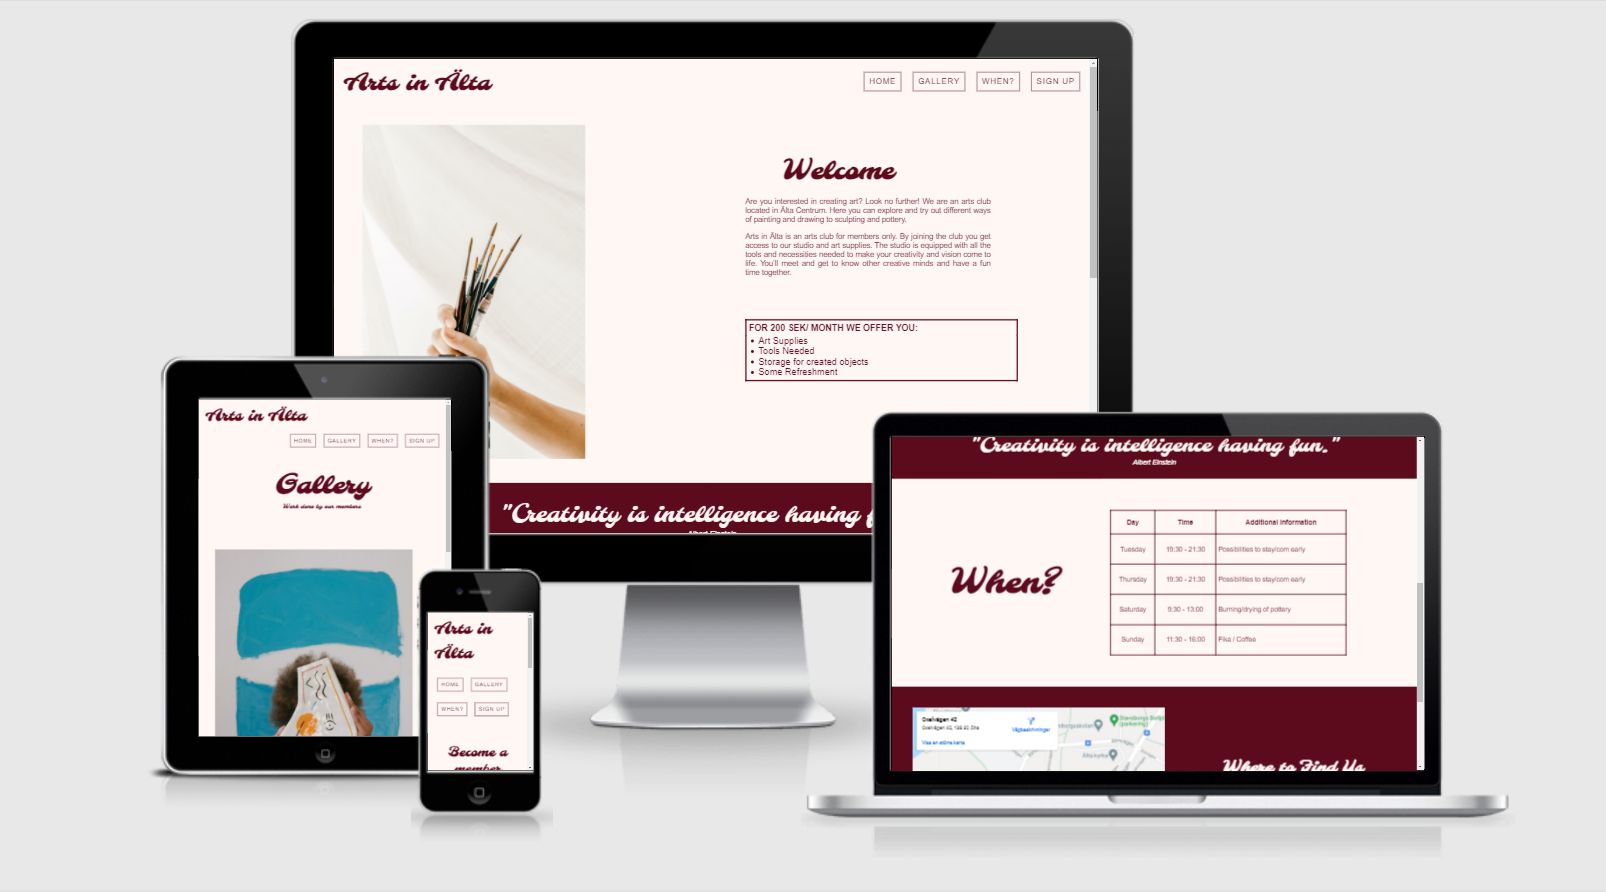 Arts in Älta
HOME GALLERY WHEN? SIGN UP
Welcome
Are you interested in creating art? Look no further! We are an arts club
located in Älta Centrum. Here you can explore and try out different ways
of painting and drawing to sculpting and pottery.
Arts in Älta is an arts club for members only. By joining the club you get
access to our studio and art supplies. The studio is equipped with all the
tools and necessities needed to make your creativity and vision come to
life. You'll meet and get to know other creative minds and have a fun
time together.
FOR 200 SEK/ MONTH WE OFFER YOU:
• Art Supplies
• Tools Needed
• Storage for created objects
• Some Refreshment
"Creativity is intelligence having
Albert Einstein
Arts in Älta
HOME GALLERY WHEN? SIGN UP
Gallery
Work done by our members
Arts in
Älta
HOME GALLERY
WHEN? SIGN UP
Become a
member
"Creativity is intelligence having fun."
Albert Einstein
When?
Day Time Additional Information
Tuesday 19:30 - 21:30 Possibilities to stay/com early
Thursday 19:30 - 21:30 Possibilities to stay/com early
Saturday 9:30 - 13:00 Burning/drying of pottery
Sunday 11:30 - 16:00 Fika / Coffee
Vägbeskrivningar
Visa en större karta
Where to Find Us